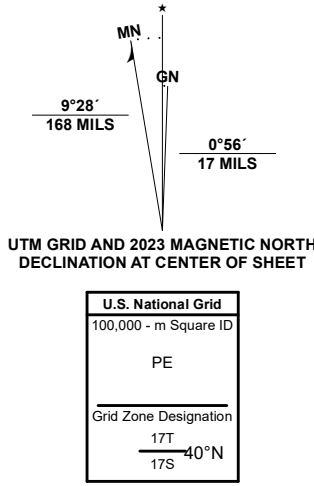 ★
MN
GN
9°28´
168 MILS
0°56´
17 MILS
UTM GRID AND 2023 MAGNETIC NORTH
DECLINATION AT CENTER OF SHEET
U.S. National Grid
100,000 - m Square ID
PE
Grid Zone Designation
17T
40°N
17S